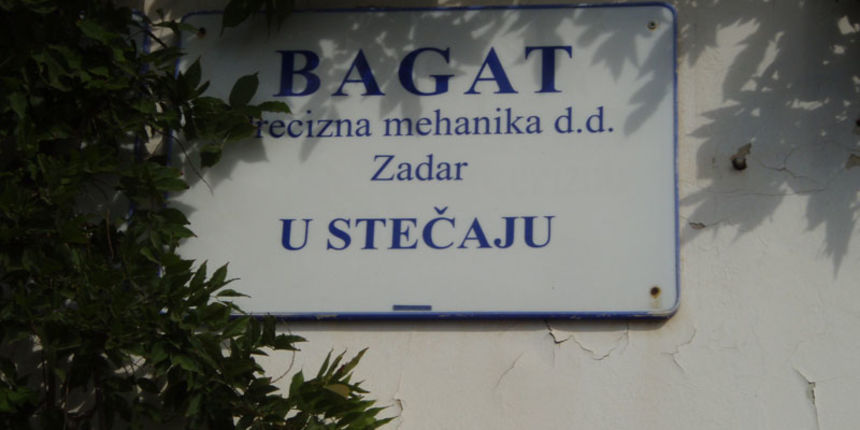 BAGAT
recizna mehanika d.d.
Zadar
U STEČAJU